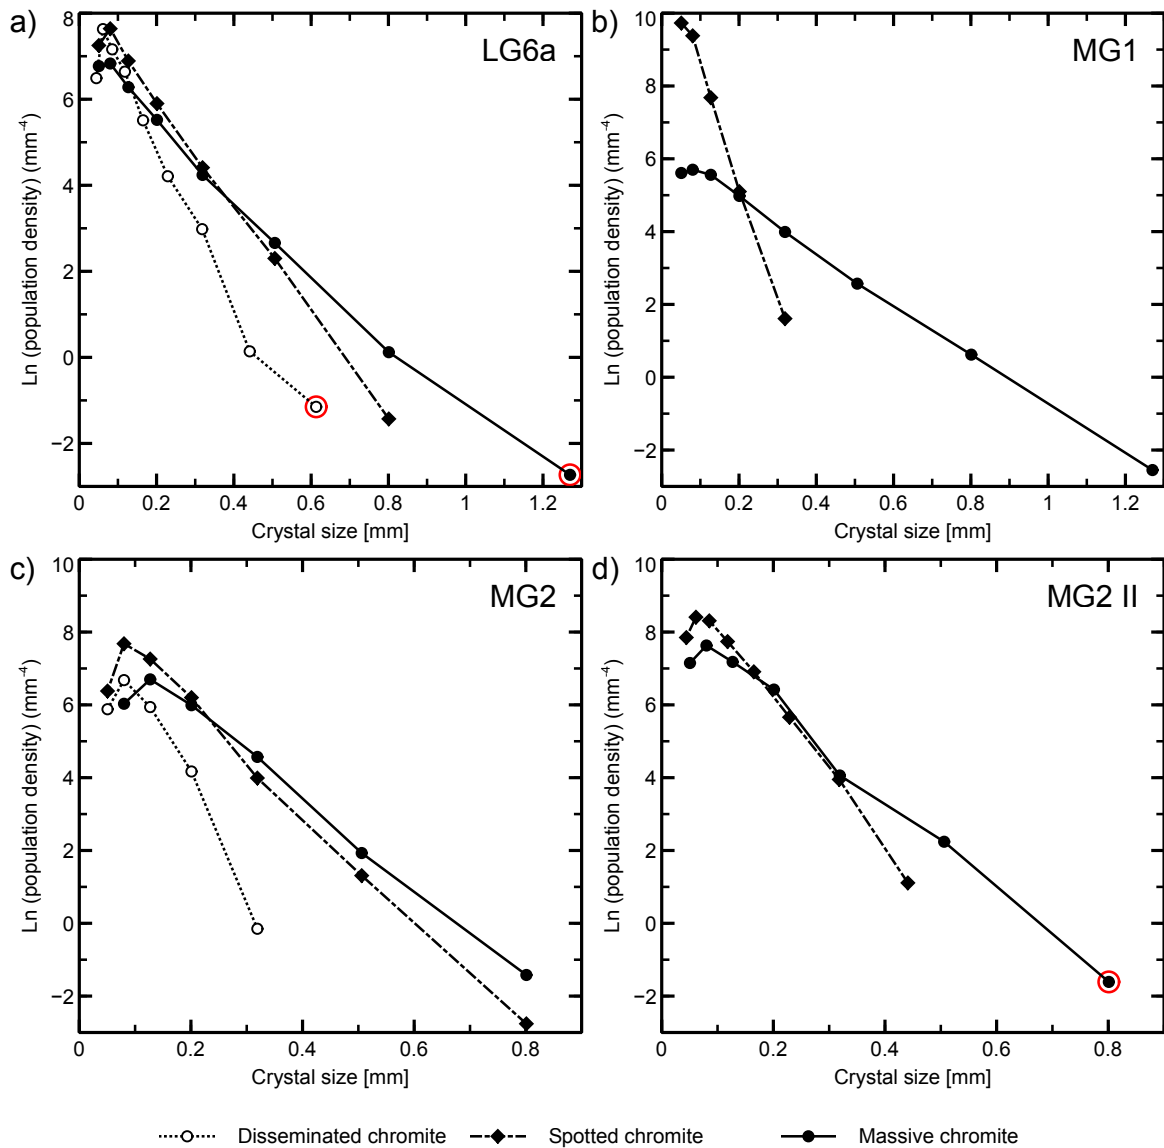 a)
LG6a
8
6
4
2
0
−2
Ln (population density) (mm⁻⁴)
0 0.2 0.4 0.6 0.8 1 1.2
Crystal size [mm]
b)
MG1
10
8
6
4
2
0
−2
Ln (population density) (mm⁻⁴)
0 0.2 0.4 0.6 0.8 1 1.2
Crystal size [mm]
c)
MG2
10
8
6
4
2
0
−2
Ln (population density) (mm⁻⁴)
0 0.2 0.4 0.6 0.8
Crystal size [mm]
d)
MG2 II
10
8
6
4
2
0
−2
Ln (population density) (mm⁻⁴)
0 0.2 0.4 0.6 0.8
Crystal size [mm]
Disseminated chromite Spotted chromite Massive chromite